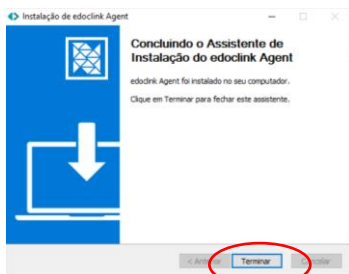 Instalação de edoclink Agent
Concluindo o Assistente de
Instalação do edoclink Agent
edoclink Agent foi instalado no seu computador.
Clique em Terminar para fechar este assistente.
< Anterior
Terminar
Cancelar